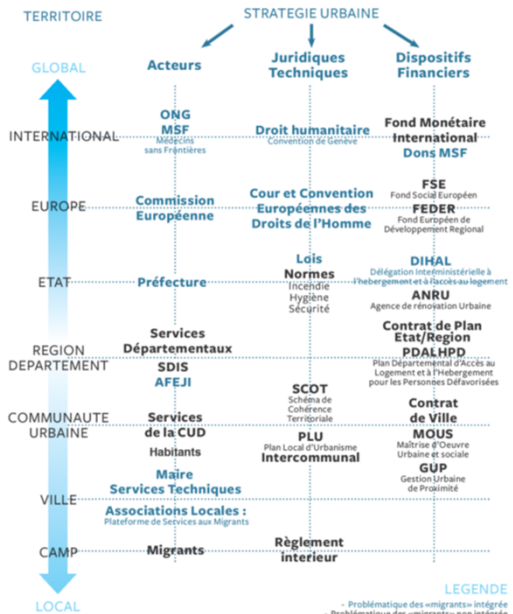 TERRITOIRE
STRATEGIE URBAINE
GLOBAL
Acteurs
Juridiques
Techniques
Dispositifs
Financiers
INTERNATIONAL
ONG
MSF
Médecins
sans Frontières
Droit humanitaire
Convention de Genève
Fond Monétaire
International
Dons MSF
EUROPE
Commission
Européenne
Cour et Convention
Européennes des
Droits de l'Homme
FSE
Fond Social Européen
FEDER
Fond Européen de
Développement Regional
ETAT
Préfecture
Lois
Normes
Incendie
Hygiène
Sécurité
DIHAL
Délégation Interministérielle à
l'hebergement et à l'accès au logement
ANRU
Agence de rénovation Urbaine
REGION
DEPARTEMENT
Services
Départementaux
SDIS
AFEJI
Contrat de Plan
Etat/Region
PDALHPD
Plan Départemental d'Accès au
Logement et à l'Hebergement
pour les Personnes Défavorisées
SCOT
Schéma de
Cohérence
Territoriale
COMMUNAUTE
URBAINE
Services
de la CUD
Habitants
PLU
Plan Local d'Urbanisme
Intercommunal
Contrat
de Ville
MOUS
Maîtrise d'Oeuvre
Urbaine et sociale
GUP
Gestion Urbaine
de Proximité
VILLE
Maire
Services Techniques
Associations Locales :
Plateforme de Services aux Migrants
CAMP
Migrants
Règlement
interieur
LOCAL
LEGENDE
- Problématique des «migrants» intégrée
- Problématique des «migrants» non intégrée